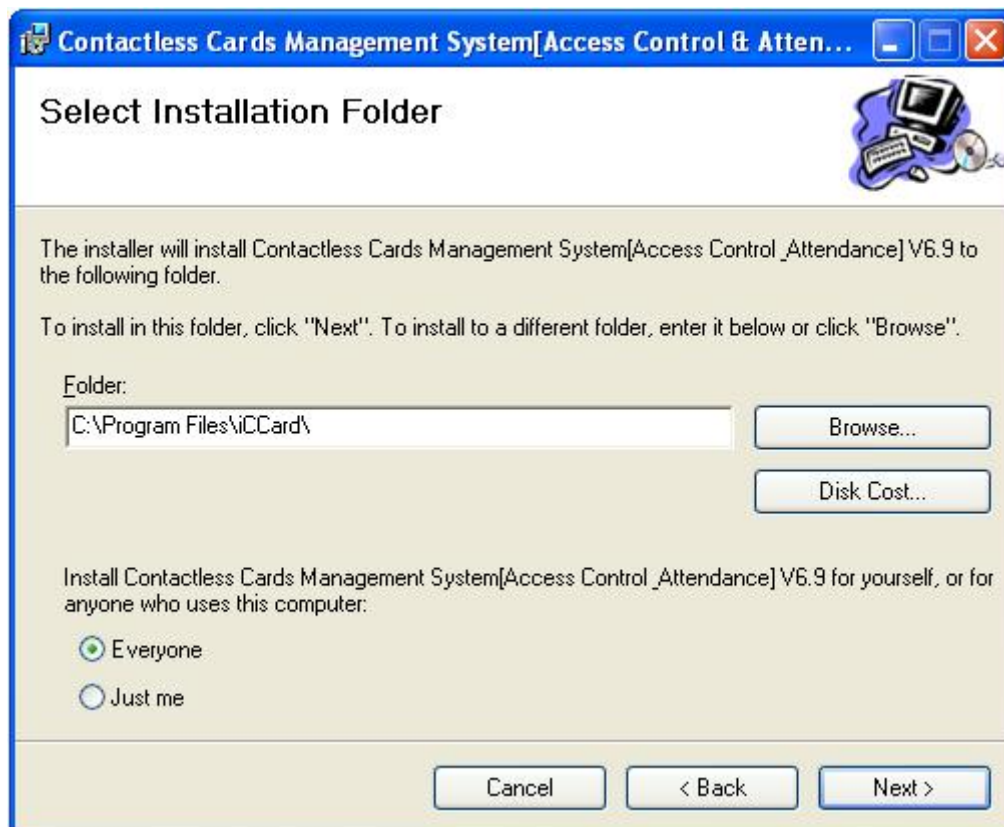 Contactless Cards Management System[Access Control & Atten...
Select Installation Folder
The installer will install Contactless Cards Management System[Access Control _Attendance] V6.9 to
the following folder.
To install in this folder, click "Next". To install to a different folder, enter it below or click "Browse".
Folder:
C:\Program Files\iCCard\
Browse...
Disk Cost...
Install Contactless Cards Management System[Access Control _Attendance] V6.9 for yourself, or for
anyone who uses this computer:
Everyone
Just me
Cancel
< Back
Next >